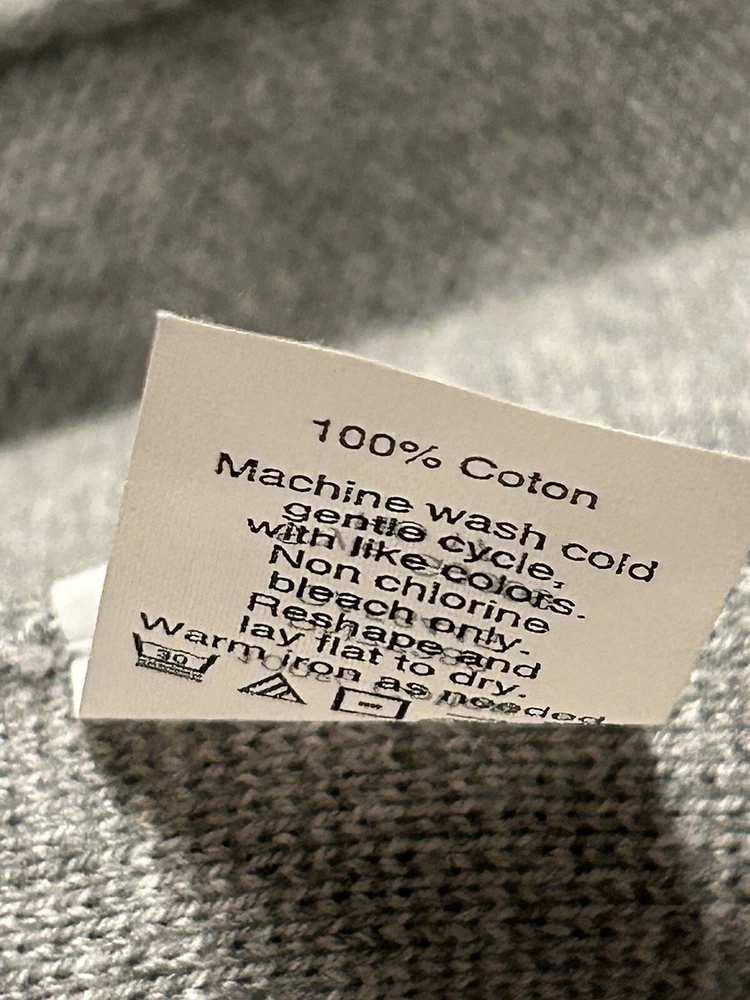 100% Coton
Machine wash cold
gentle cycle,
with like colors.
Non chlorine
bleach only.
Reshape and
lay flat to dry.
Warm iron as needed
30